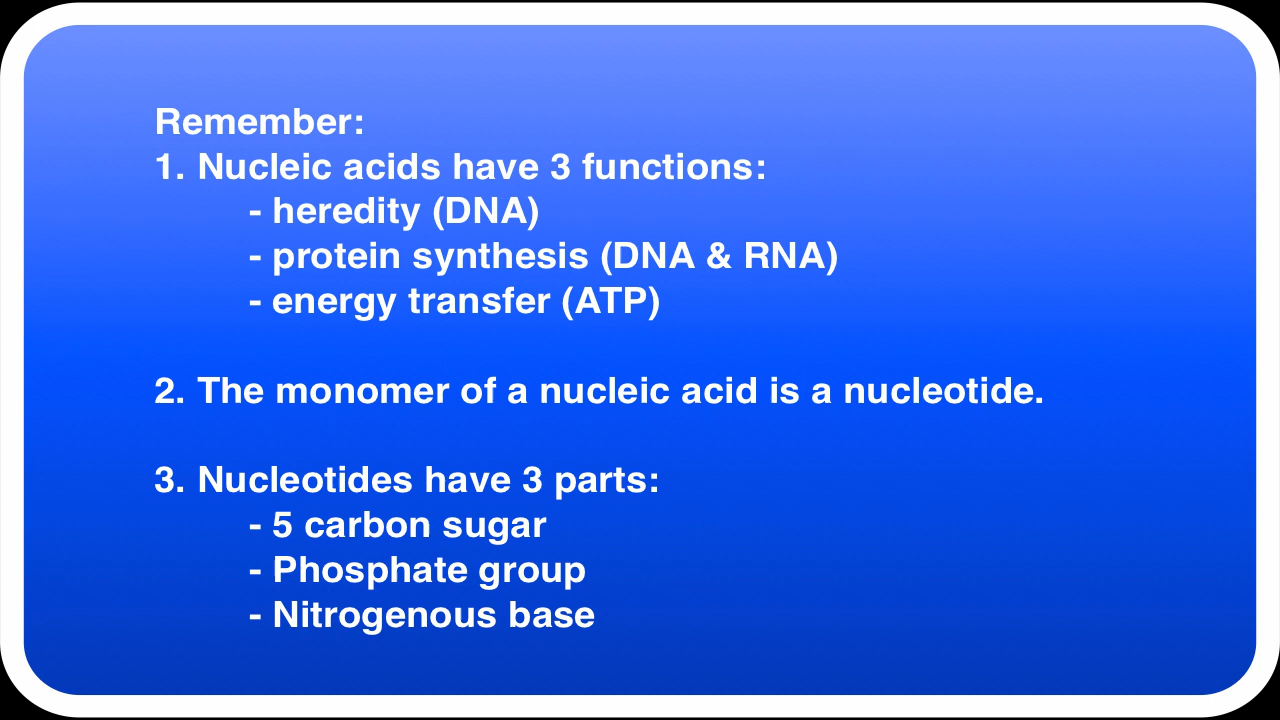 Remember:
1. Nucleic acids have 3 functions:
- heredity (DNA)
- protein synthesis (DNA & RNA)
- energy transfer (ATP)
2. The monomer of a nucleic acid is a nucleotide.
3. Nucleotides have 3 parts:
- 5 carbon sugar
- Phosphate group
- Nitrogenous base